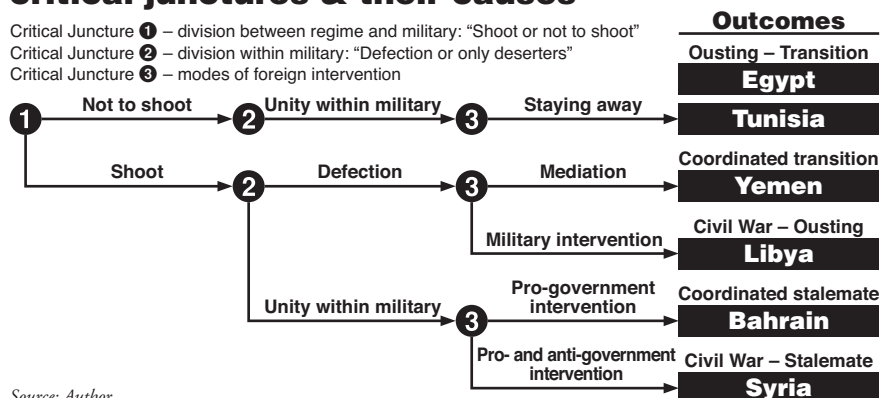 critical junctures & their causes
Critical Juncture ❶ – division between regime and military: “Shoot or not to shoot”
Critical Juncture ❷ – division within military: “Defection or only deserters”
Critical Juncture ❸ – modes of foreign intervention
Outcomes
Ousting – Transition
Egypt
1 Not to shoot 2 Unity within military 3 Staying away Tunisia
Coordinated transition
Shoot 2 Defection 3 Mediation Yemen
Civil War – Ousting
Military intervention Libya
Pro-government
intervention
Coordinated stalemate
Unity within military 3 Bahrain
Pro- and anti-government
intervention
Civil War – Stalemate
Syria
Source: Author